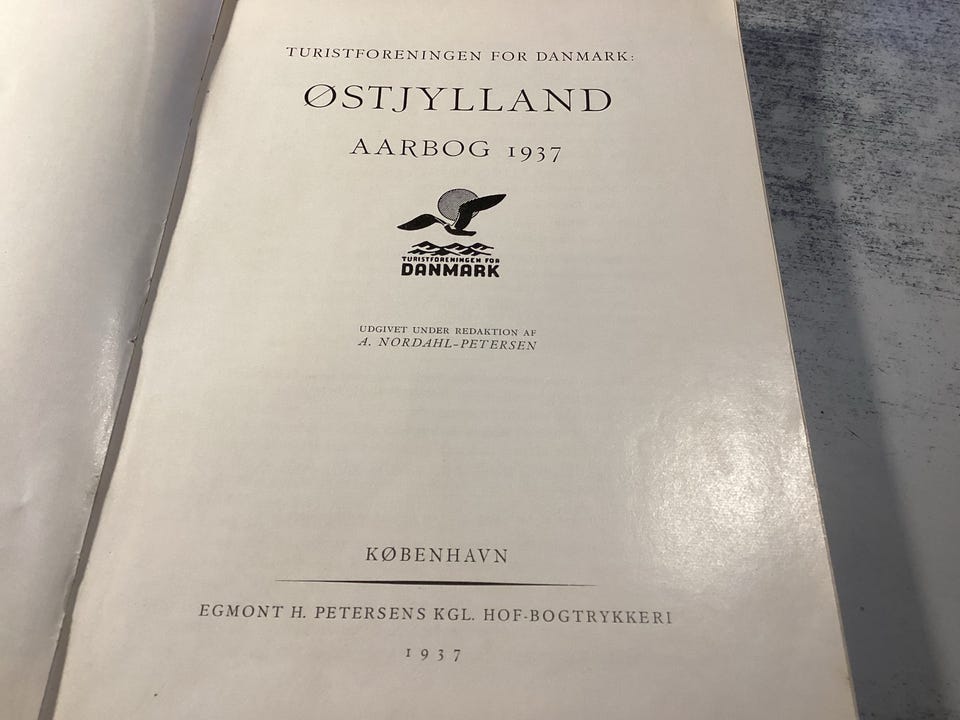 TURISTFORENINGEN FOR DANMARK:
ØSTJYLLAND
AARBOG 1937
TURISTFORENINGEN FOR
DANMARK
UDGIVET UNDER REDAKTION AF
A. NORDAHL-PETERSEN
KØBENHAVN
EGMONT H. PETERSENS KGL. HOF-BOGTRYKKERI
1937